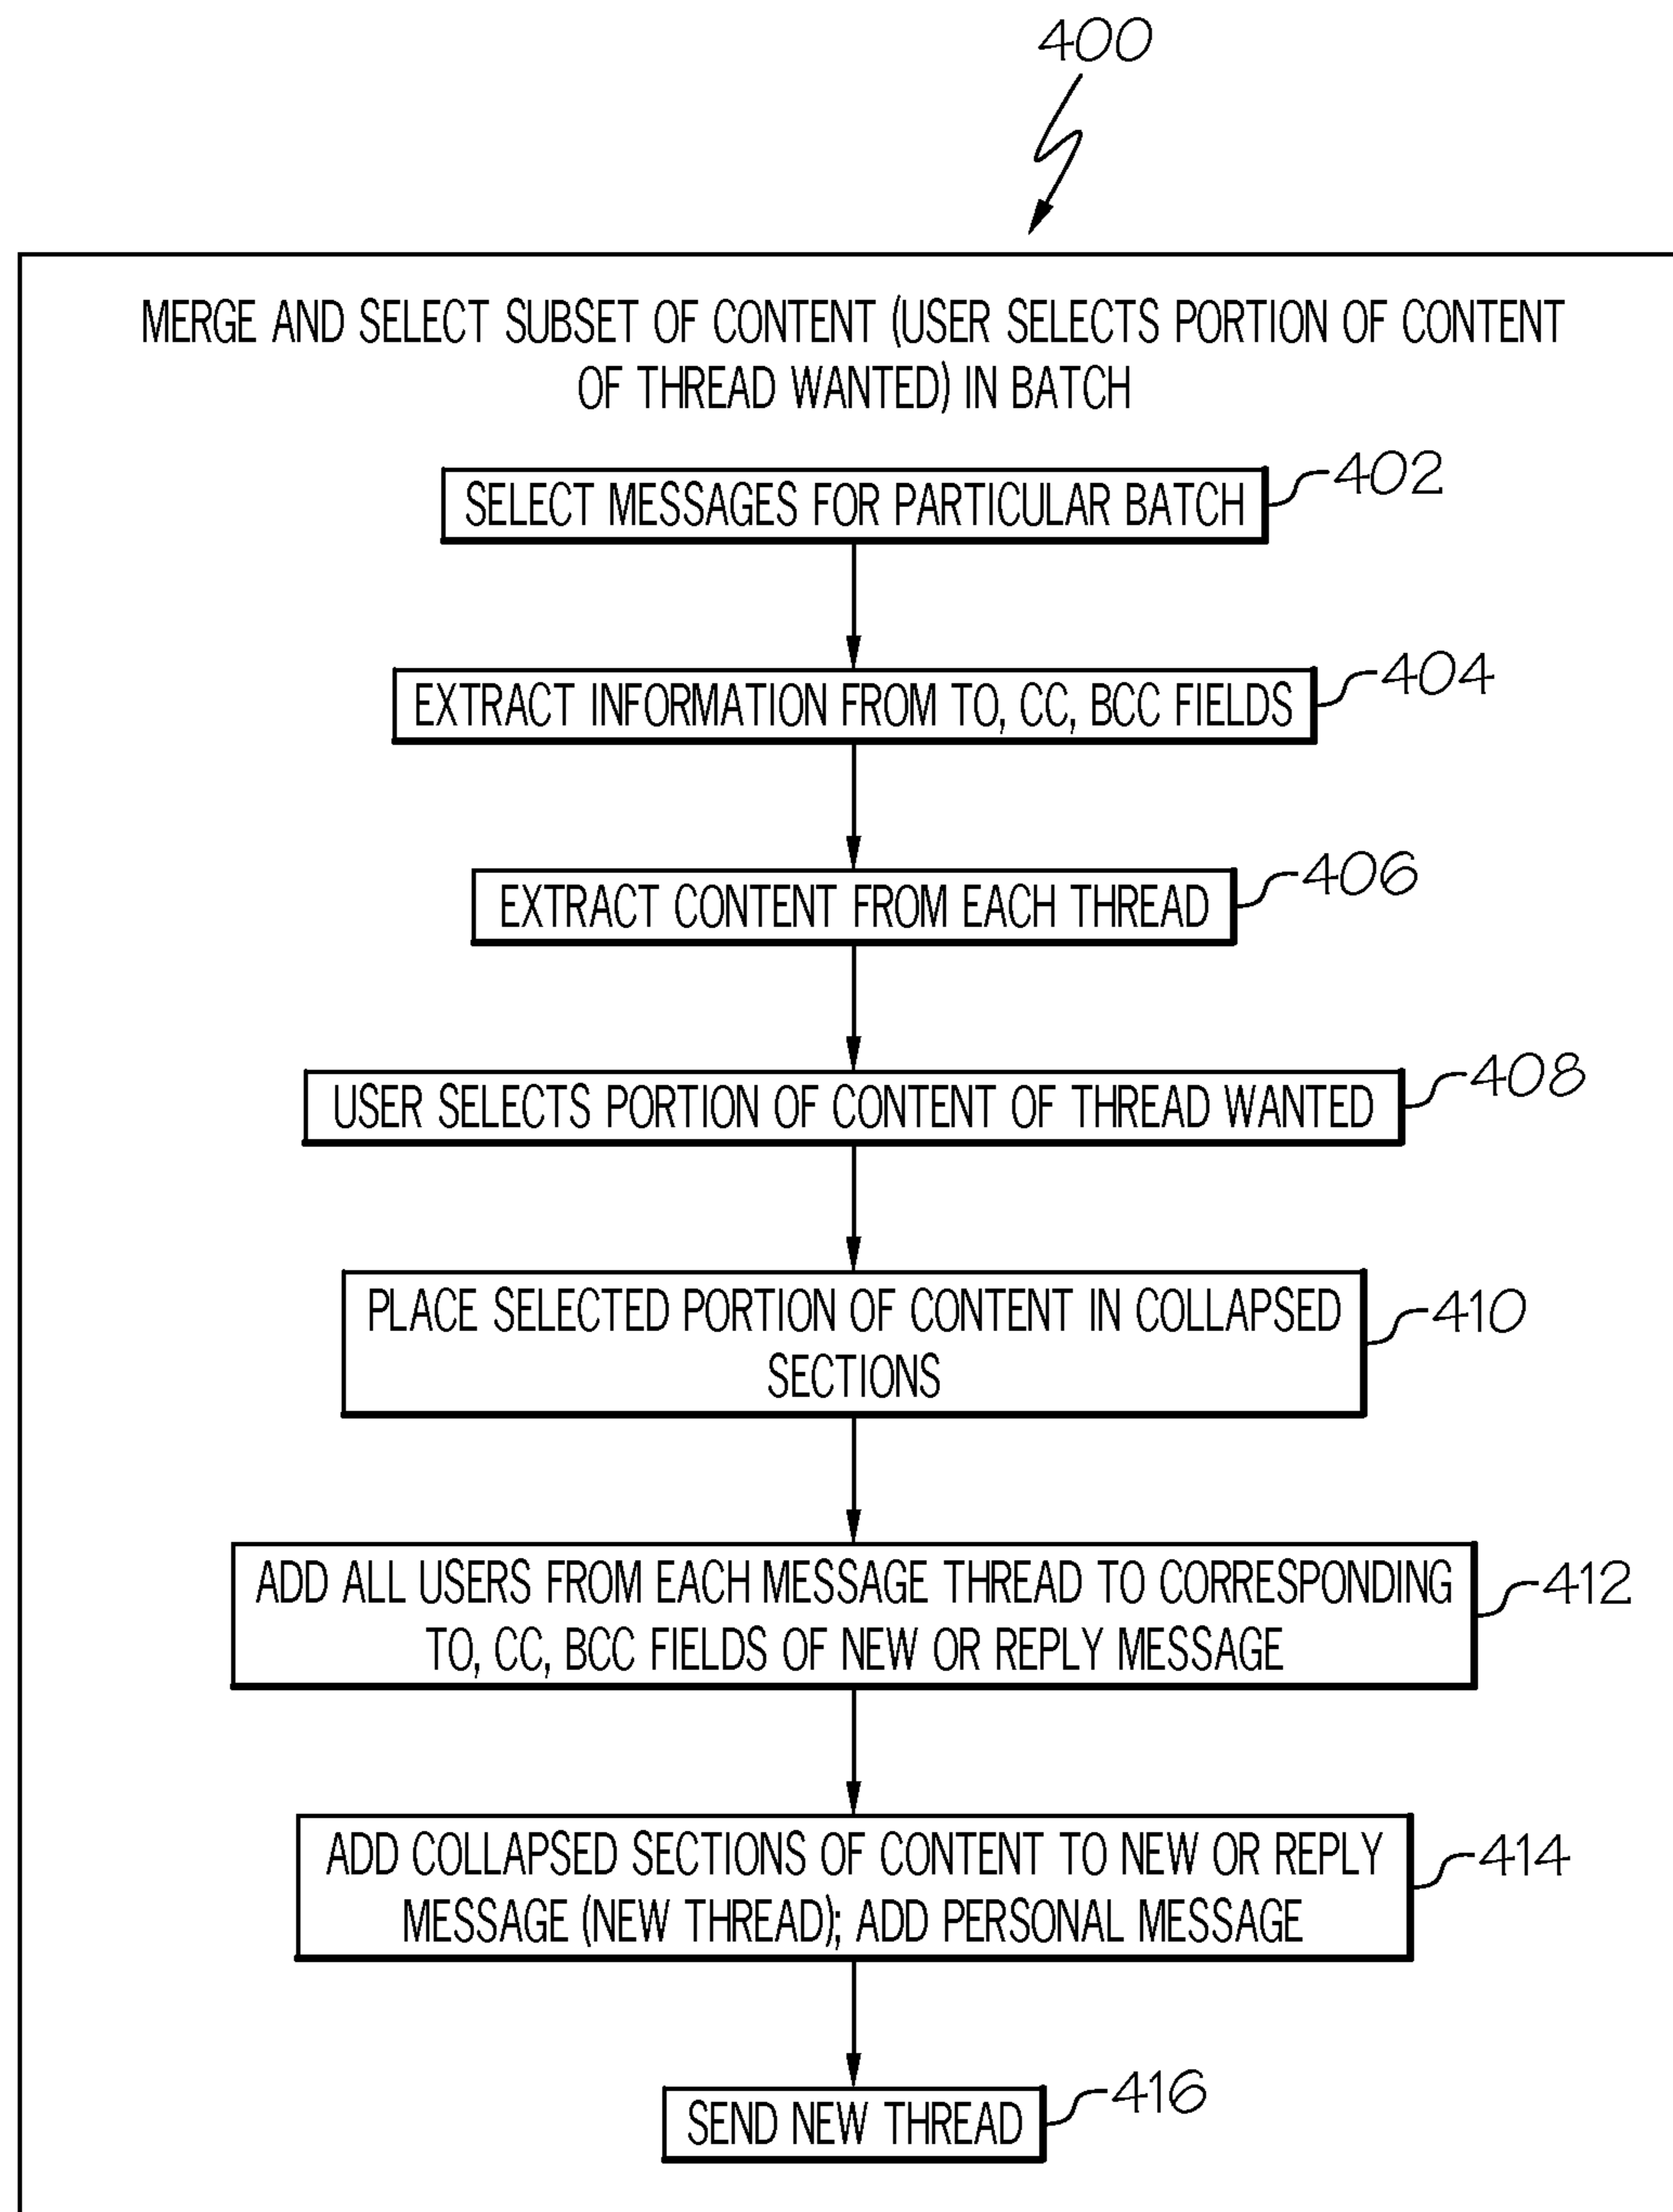 400
MERGE AND SELECT SUBSET OF CONTENT (USER SELECTS PORTION OF CONTENT
OF THREAD WANTED) IN BATCH
SELECT MESSAGES FOR PARTICULAR BATCH
402
EXTRACT INFORMATION FROM TO, CC, BCC FIELDS
404
EXTRACT CONTENT FROM EACH THREAD
406
USER SELECTS PORTION OF CONTENT OF THREAD WANTED
408
PLACE SELECTED PORTION OF CONTENT IN COLLAPSED
SECTIONS
410
ADD ALL USERS FROM EACH MESSAGE THREAD TO CORRESPONDING
TO, CC, BCC FIELDS OF NEW OR REPLY MESSAGE
412
ADD COLLAPSED SECTIONS OF CONTENT TO NEW OR REPLY
MESSAGE (NEW THREAD); ADD PERSONAL MESSAGE
414
SEND NEW THREAD
416